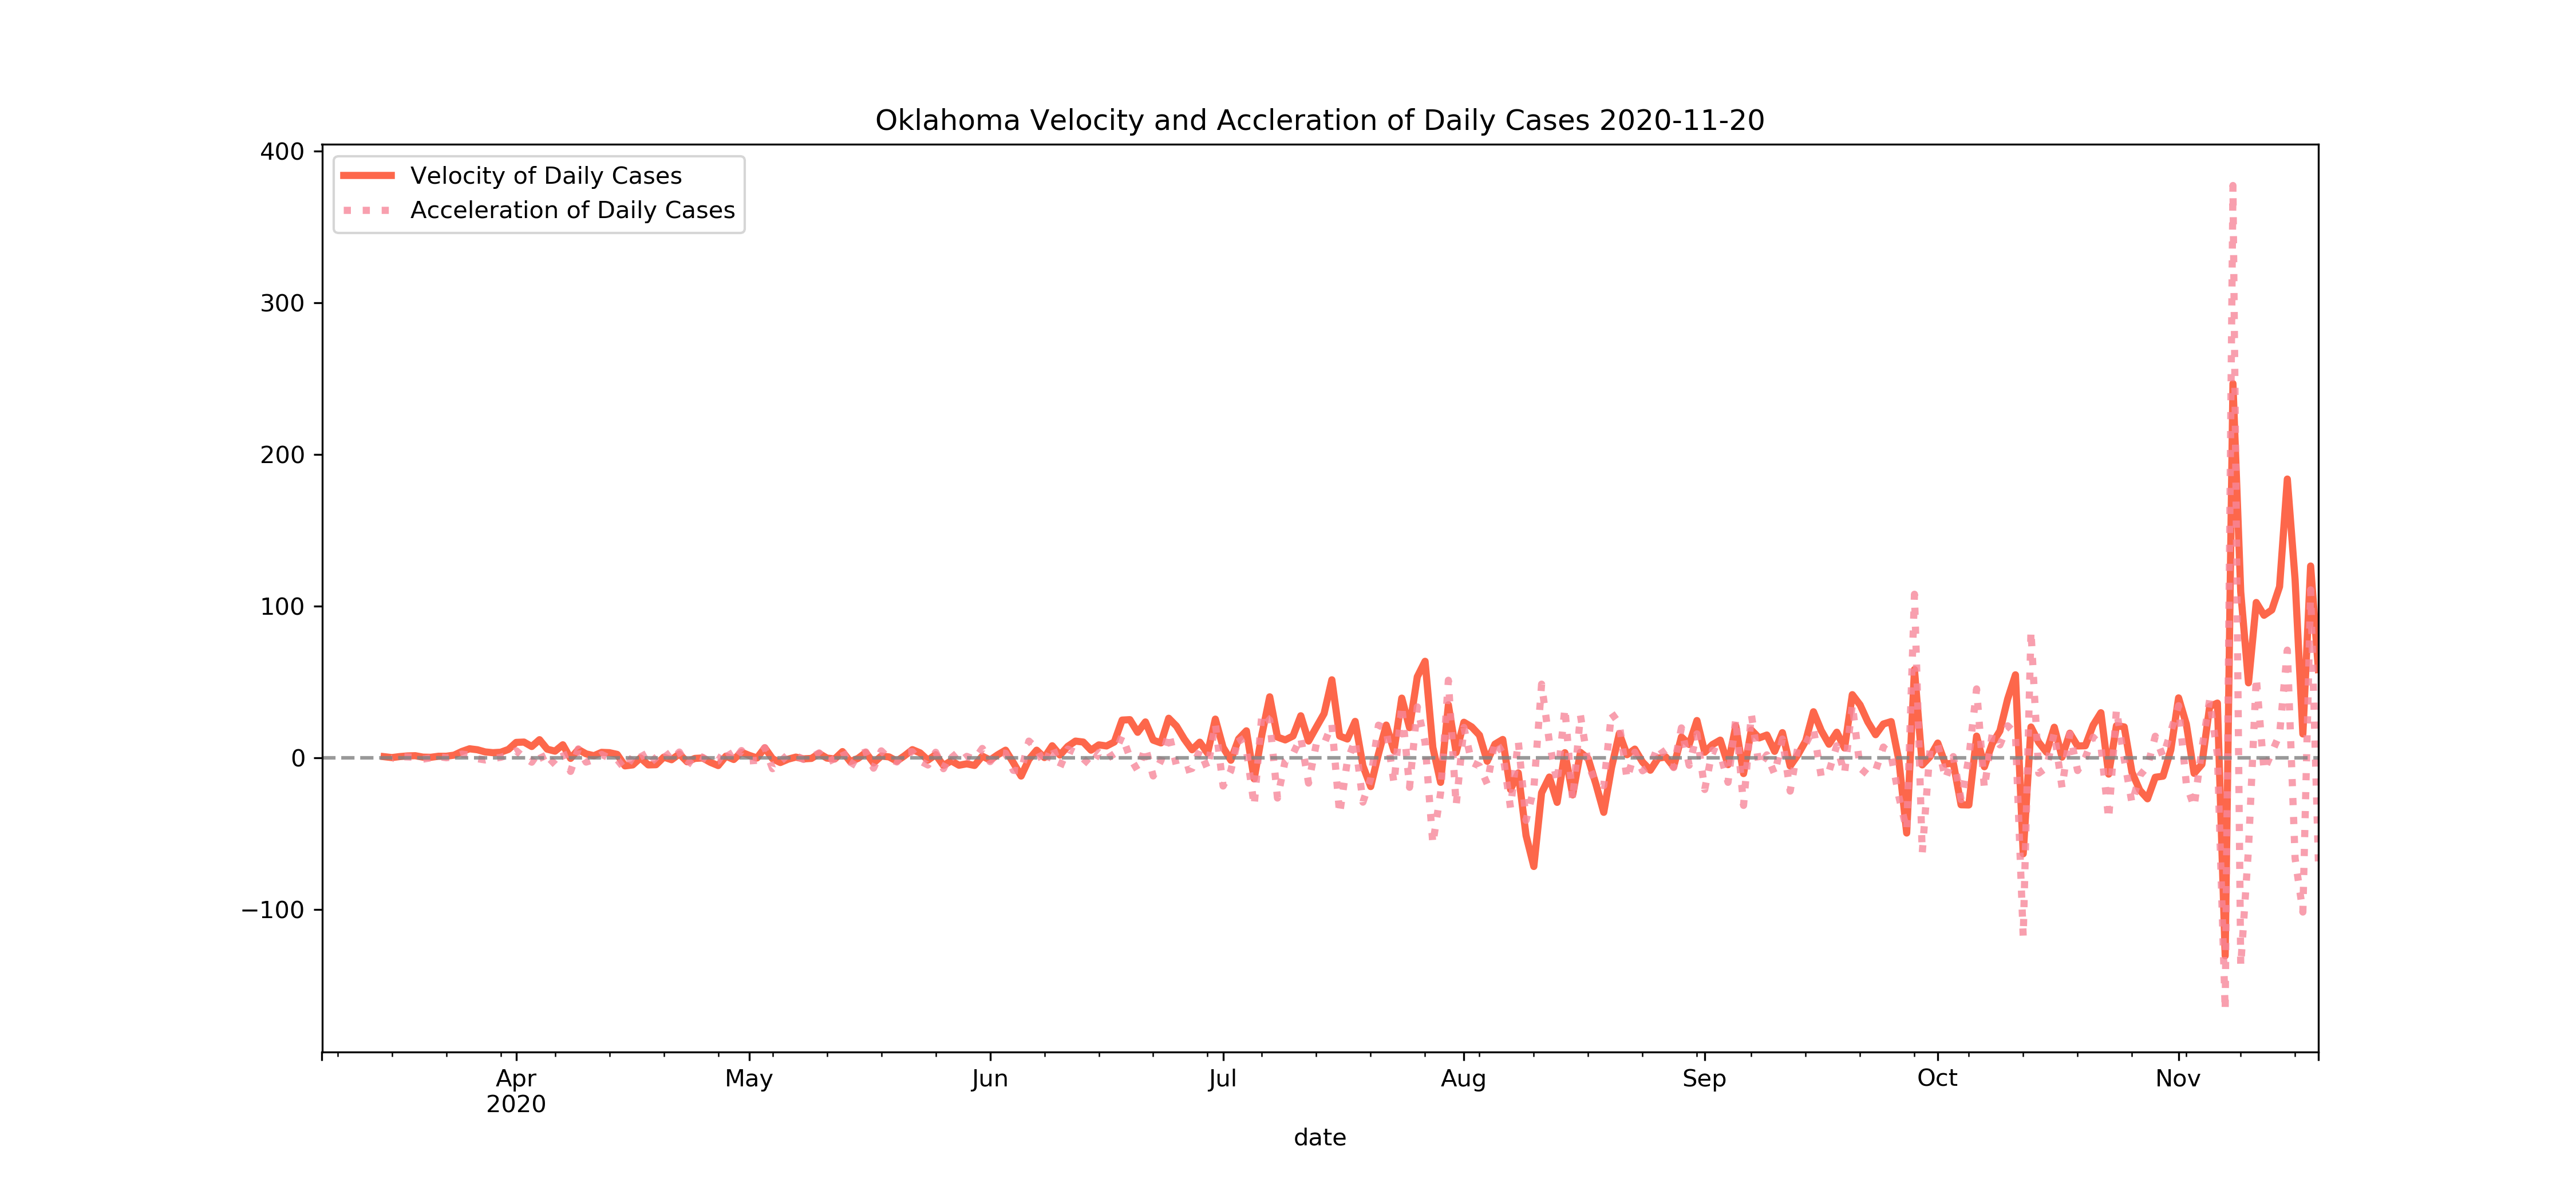 Oklahoma Velocity and Accleration of Daily Cases 2020-11-20
400
Velocity of Daily Cases
Acceleration of Daily Cases
300
200
100
0
−100
Apr May Jun Jul Aug Sep Oct Nov
2020
date